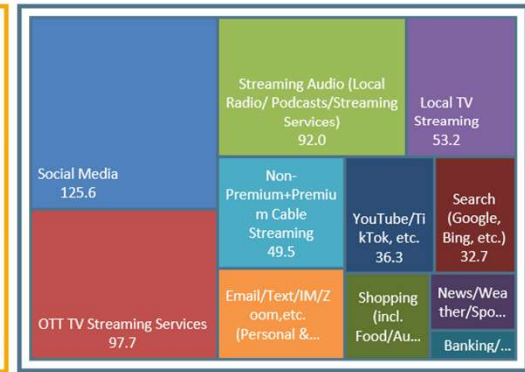 Social Media
125.6
OTT TV Streaming Services
97.7
Streaming Audio (Local
Radio/ Podcasts/Streaming
Services)
92.0
Local TV
Streaming
53.2
Non-
Premium+Premiu
m Cable
Streaming
49.5
YouTube/Ti
kTok, etc.
36.3
Search
(Google,
Bing, etc.)
32.7
Email/Text/IM/Z
oom,etc.
(Personal &...
Shopping
(incl.
Food/Au...
News/Wea
ther/Spo...
Banking/...